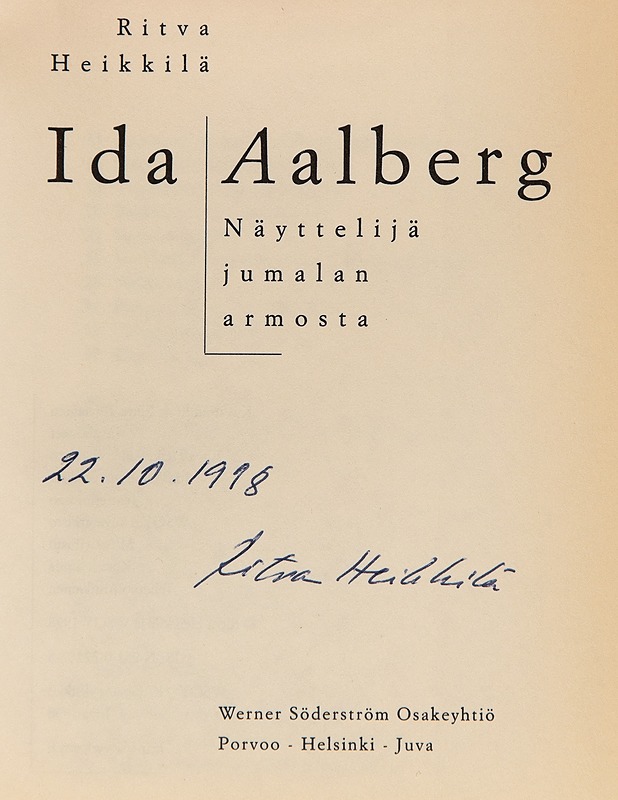 Ritva
Heikkilä
Ida Aalberg
Näyttelijä
jumalan
armosta
22.10.1998
Ritva Heikkilä
Werner Söderström Osakeyhtiö
Porvoo - Helsinki - Juva